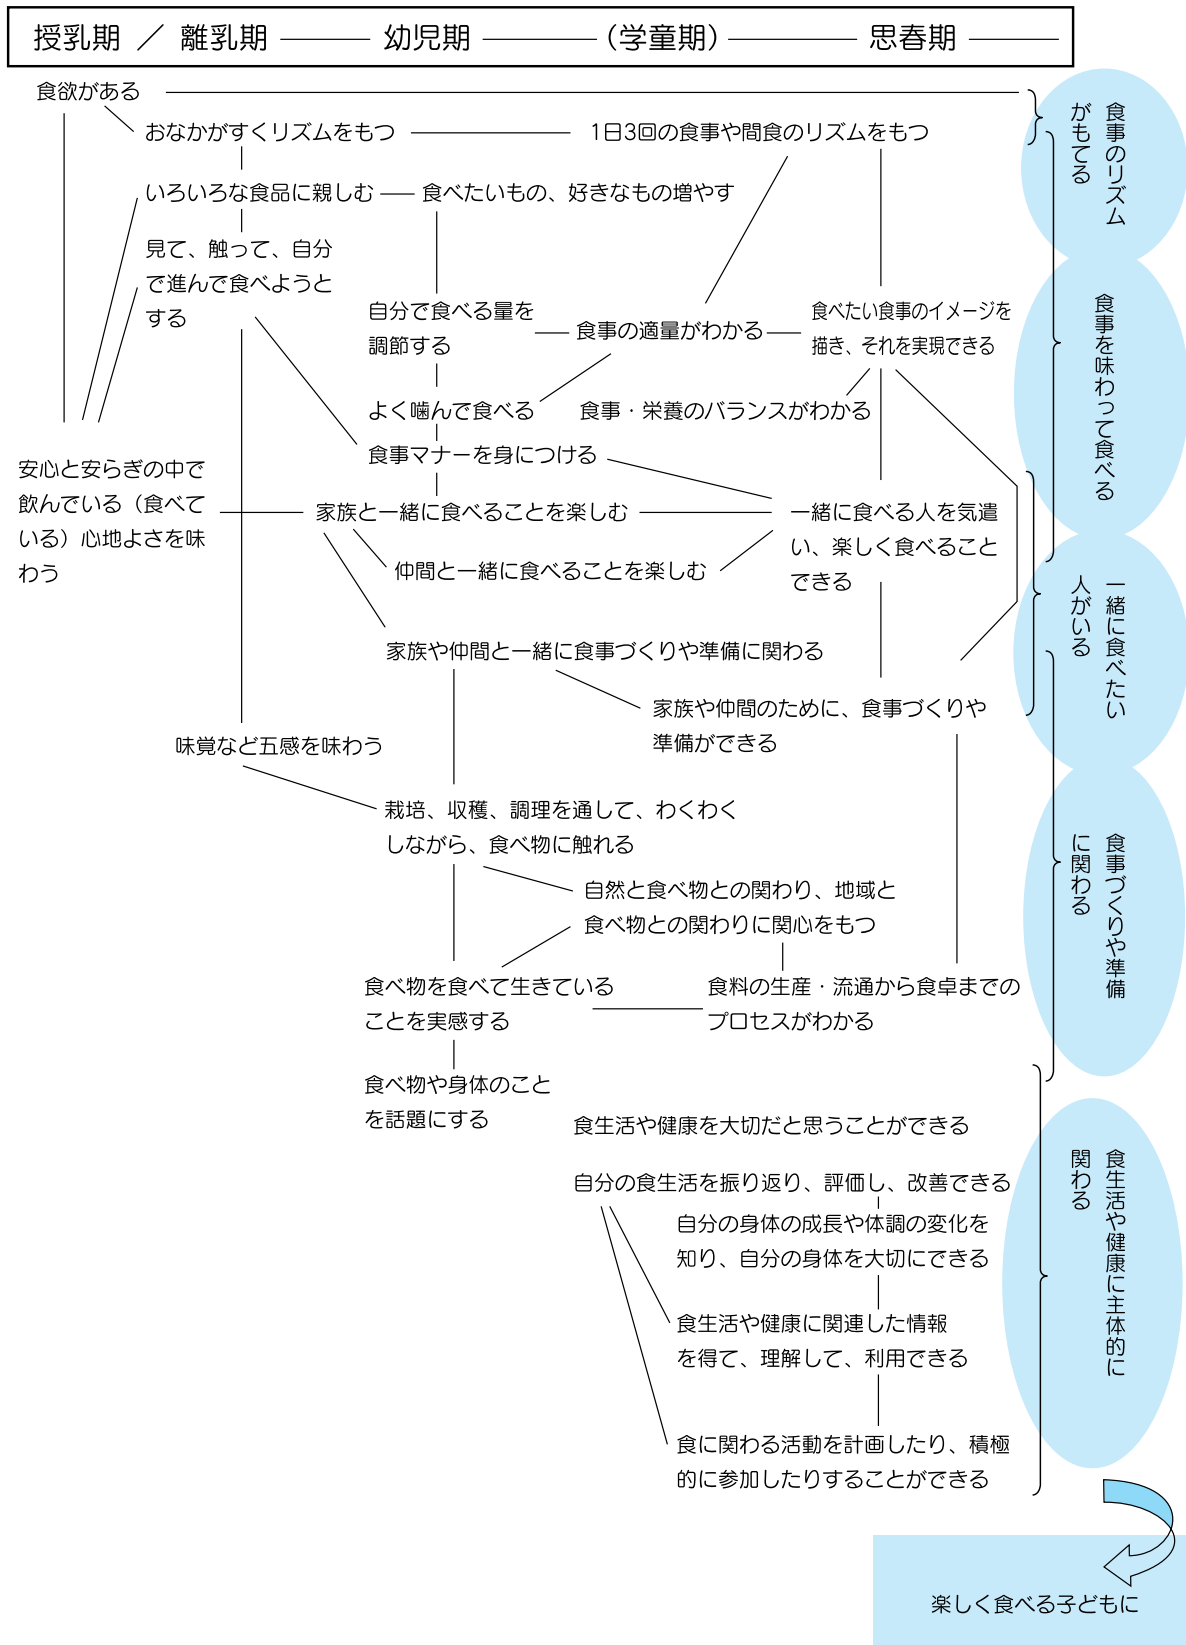 授乳期 ／ 離乳期 ─── 幼児期 ─── （学童期） ─── 思春期 ───
食欲がある
おなかがすくリズムをもつ
1日3回の食事や間食のリズムをもつ
いろいろな食品に親しむ
食べたいもの、好きなもの増やす
見て、触って、自分
で進んで食べようと
する
自分で食べる量を
調節する
食事の適量がわかる
食べたい食事のイメージを
描き、それを実現できる
よく噛んで食べる
食事・栄養のバランスがわかる
食事マナーを身につける
安心と安らぎの中で
飲んでいる（食べて
いる）心地よさを味
わう
家族と一緒に食べることを楽しむ
一緒に食べる人を気遣
い、楽しく食べること
できる
仲間と一緒に食べることを楽しむ
家族や仲間と一緒に食事づくりや準備に関わる
家族や仲間のために、食事づくりや
準備ができる
味覚など五感を味わう
栽培、収穫、調理を通して、わくわく
しながら、食べ物に触れる
自然と食べ物との関わり、地域と
食べ物との関わりに関心をもつ
食べ物を食べて生きている
ことを実感する
食料の生産・流通から食卓までの
プロセスがわかる
食べ物や身体のこと
を話題にする
食生活や健康を大切だと思うことができる
自分の食生活を振り返り、評価し、改善できる
自分の身体の成長や体調の変化を
知り、自分の身体を大切にできる
食生活や健康に関連した情報
を得て、理解して、利用できる
食に関わる活動を計画したり、積極
的に参加したりすることができる
食事のリズム
がもてる
食事を味わって食べる
一緒に食べたい
人がいる
食事づくりや準備
に関わる
食生活や健康に主体的に
関わる
楽しく食べる子どもに